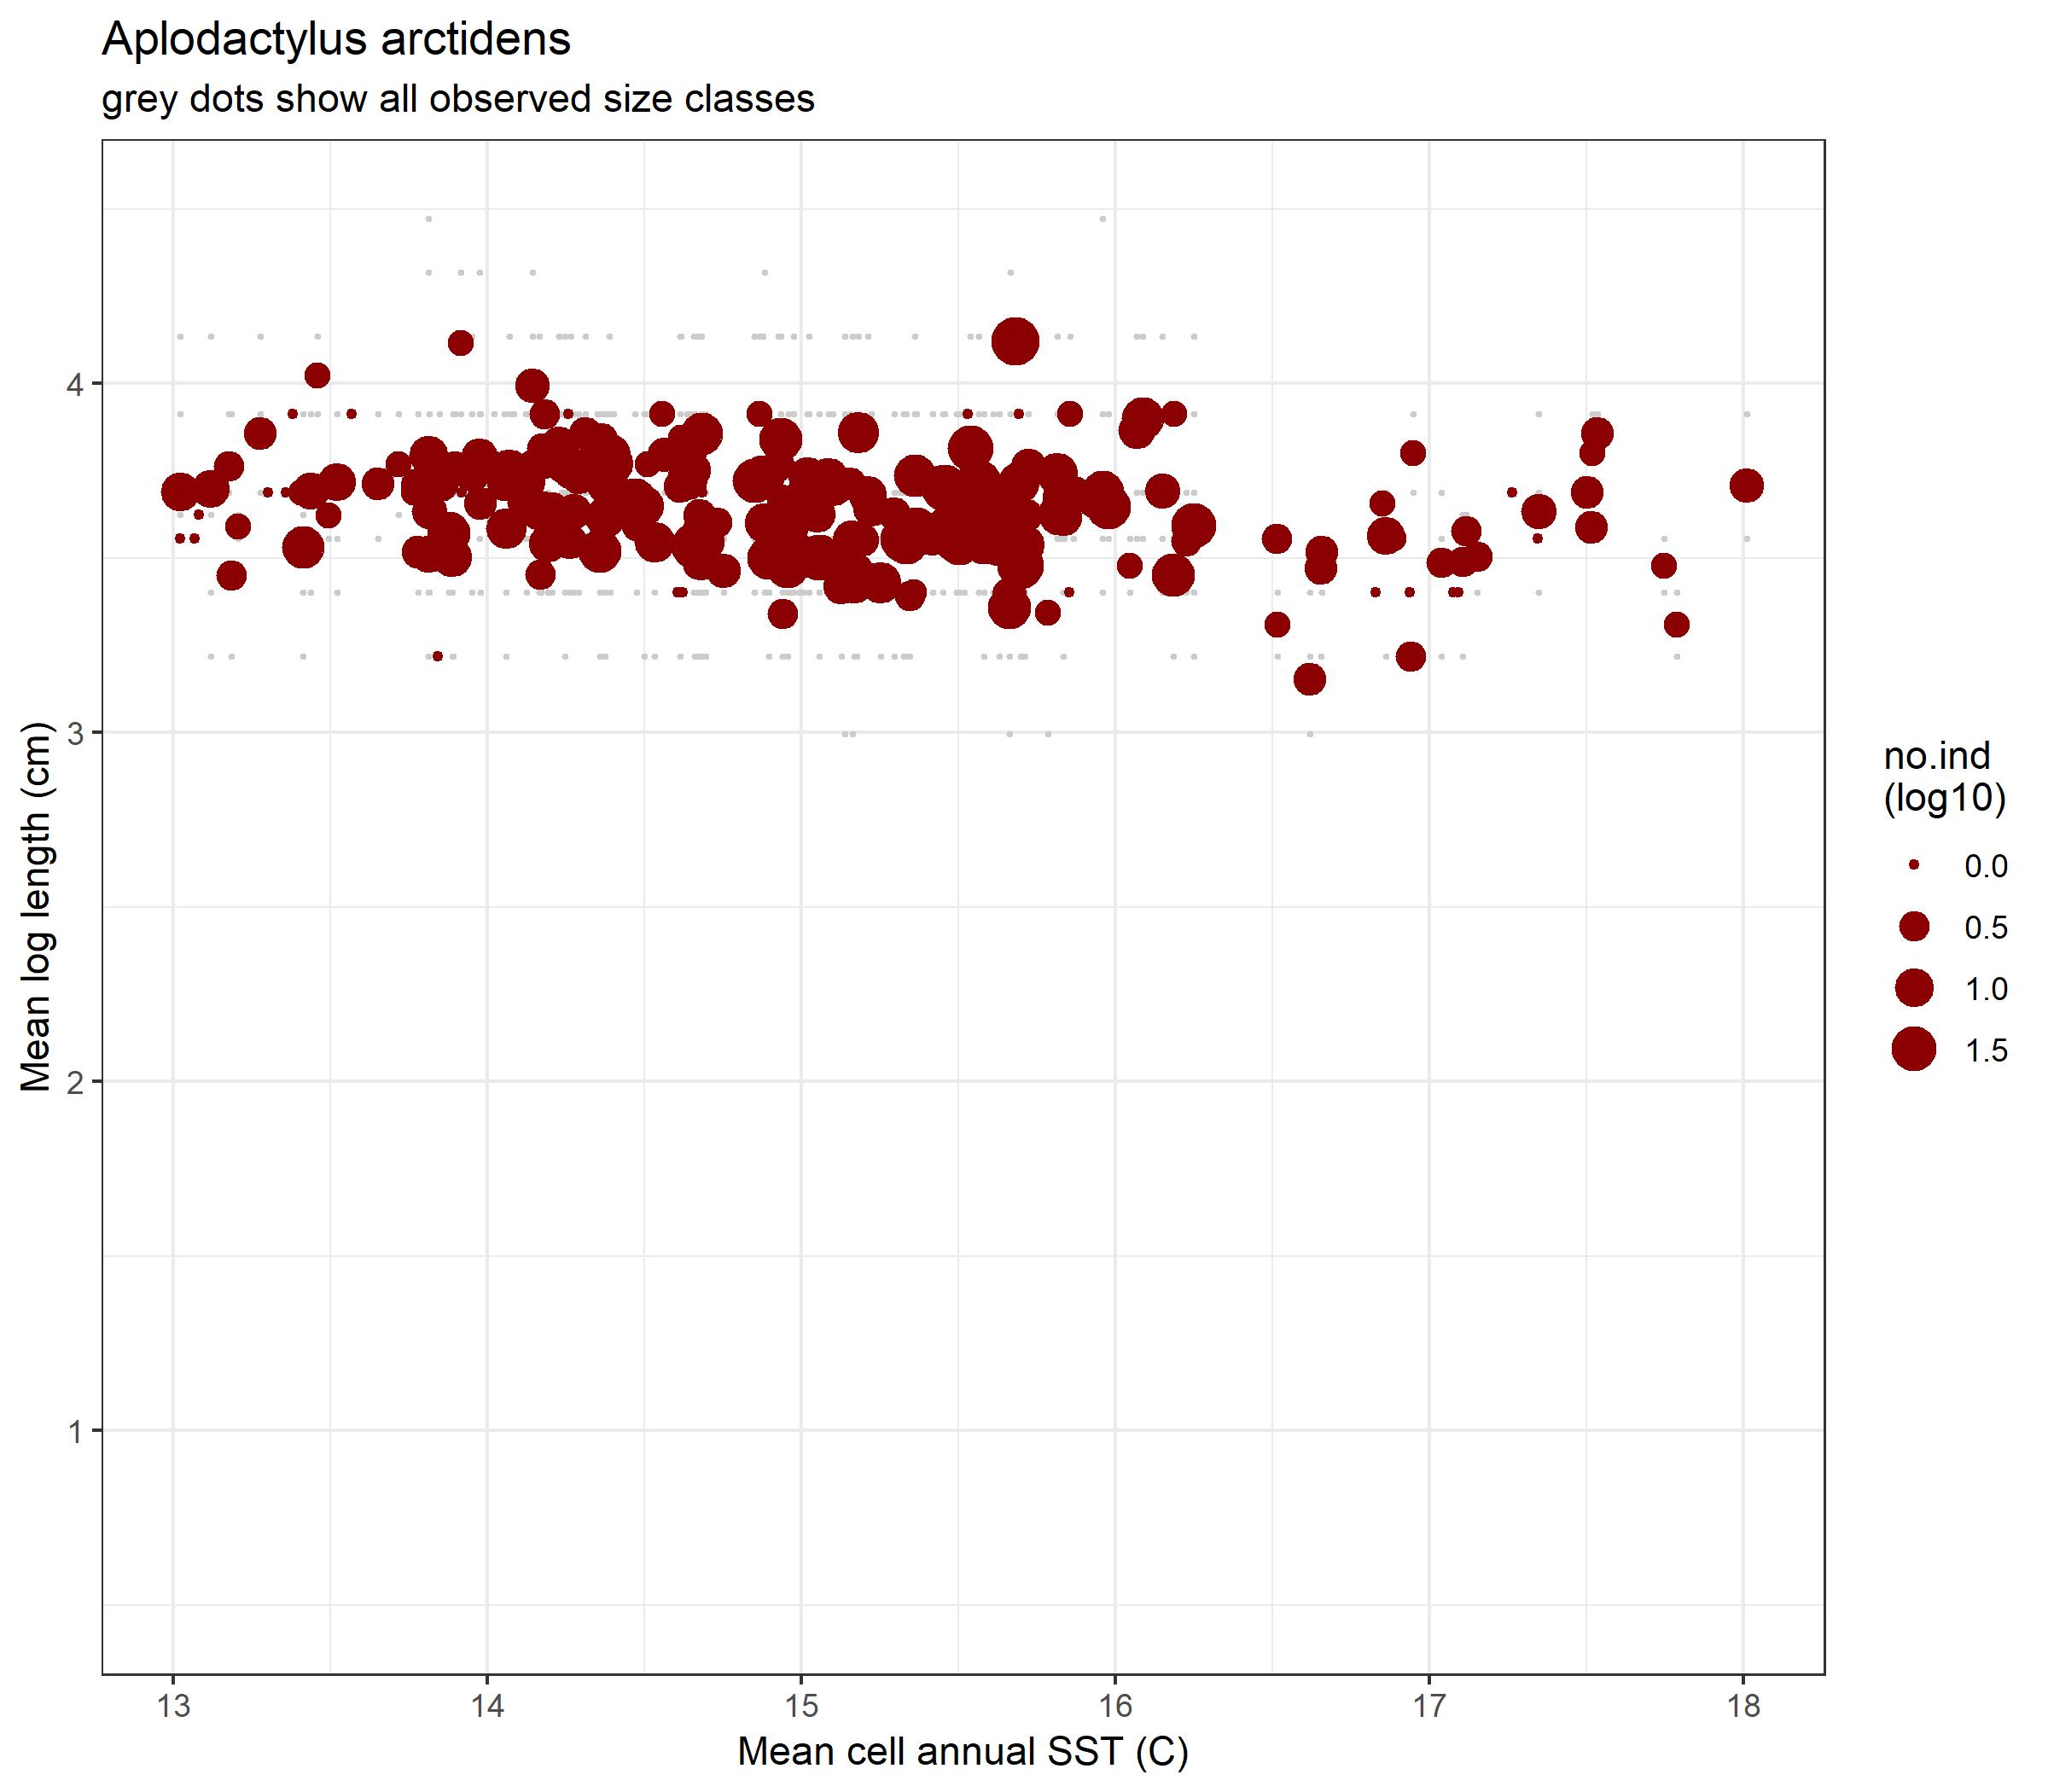 Aplodactylus arctidens
grey dots show all observed size classes
Mean log length (cm)
4
3
2
1
13 14 15 16 17 18
Mean cell annual SST (C)
no.ind
(log10)
0.0
0.5
1.0
1.5